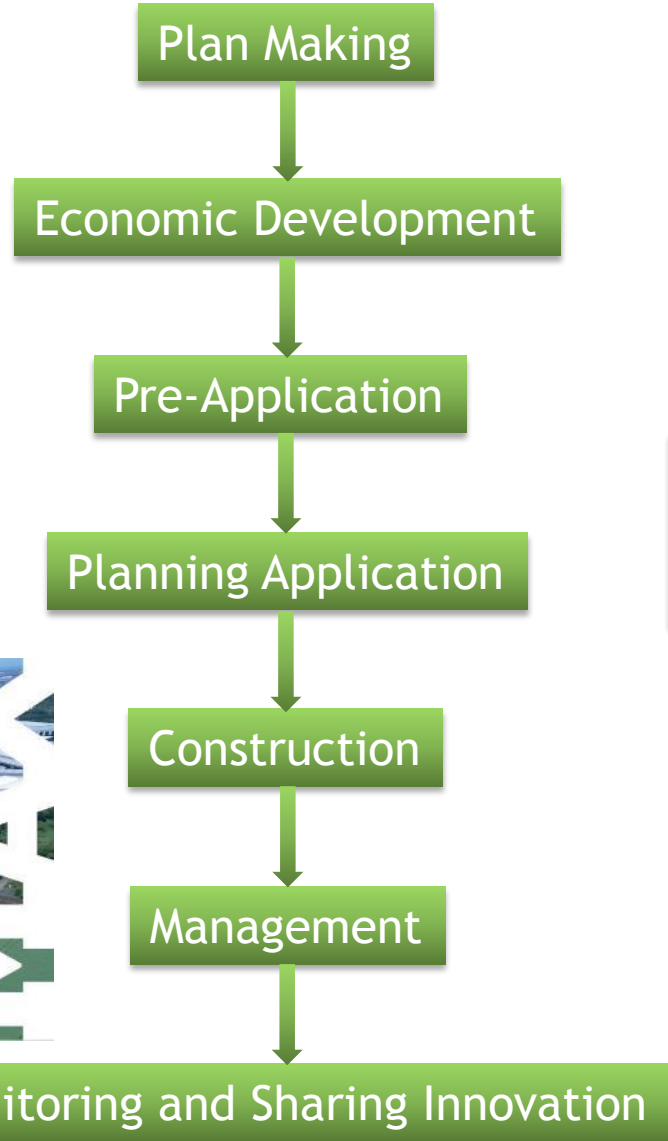 Plan Making
Economic Development
Pre-Application
Planning Application
Construction
Management
itoring and Sharing Innovation